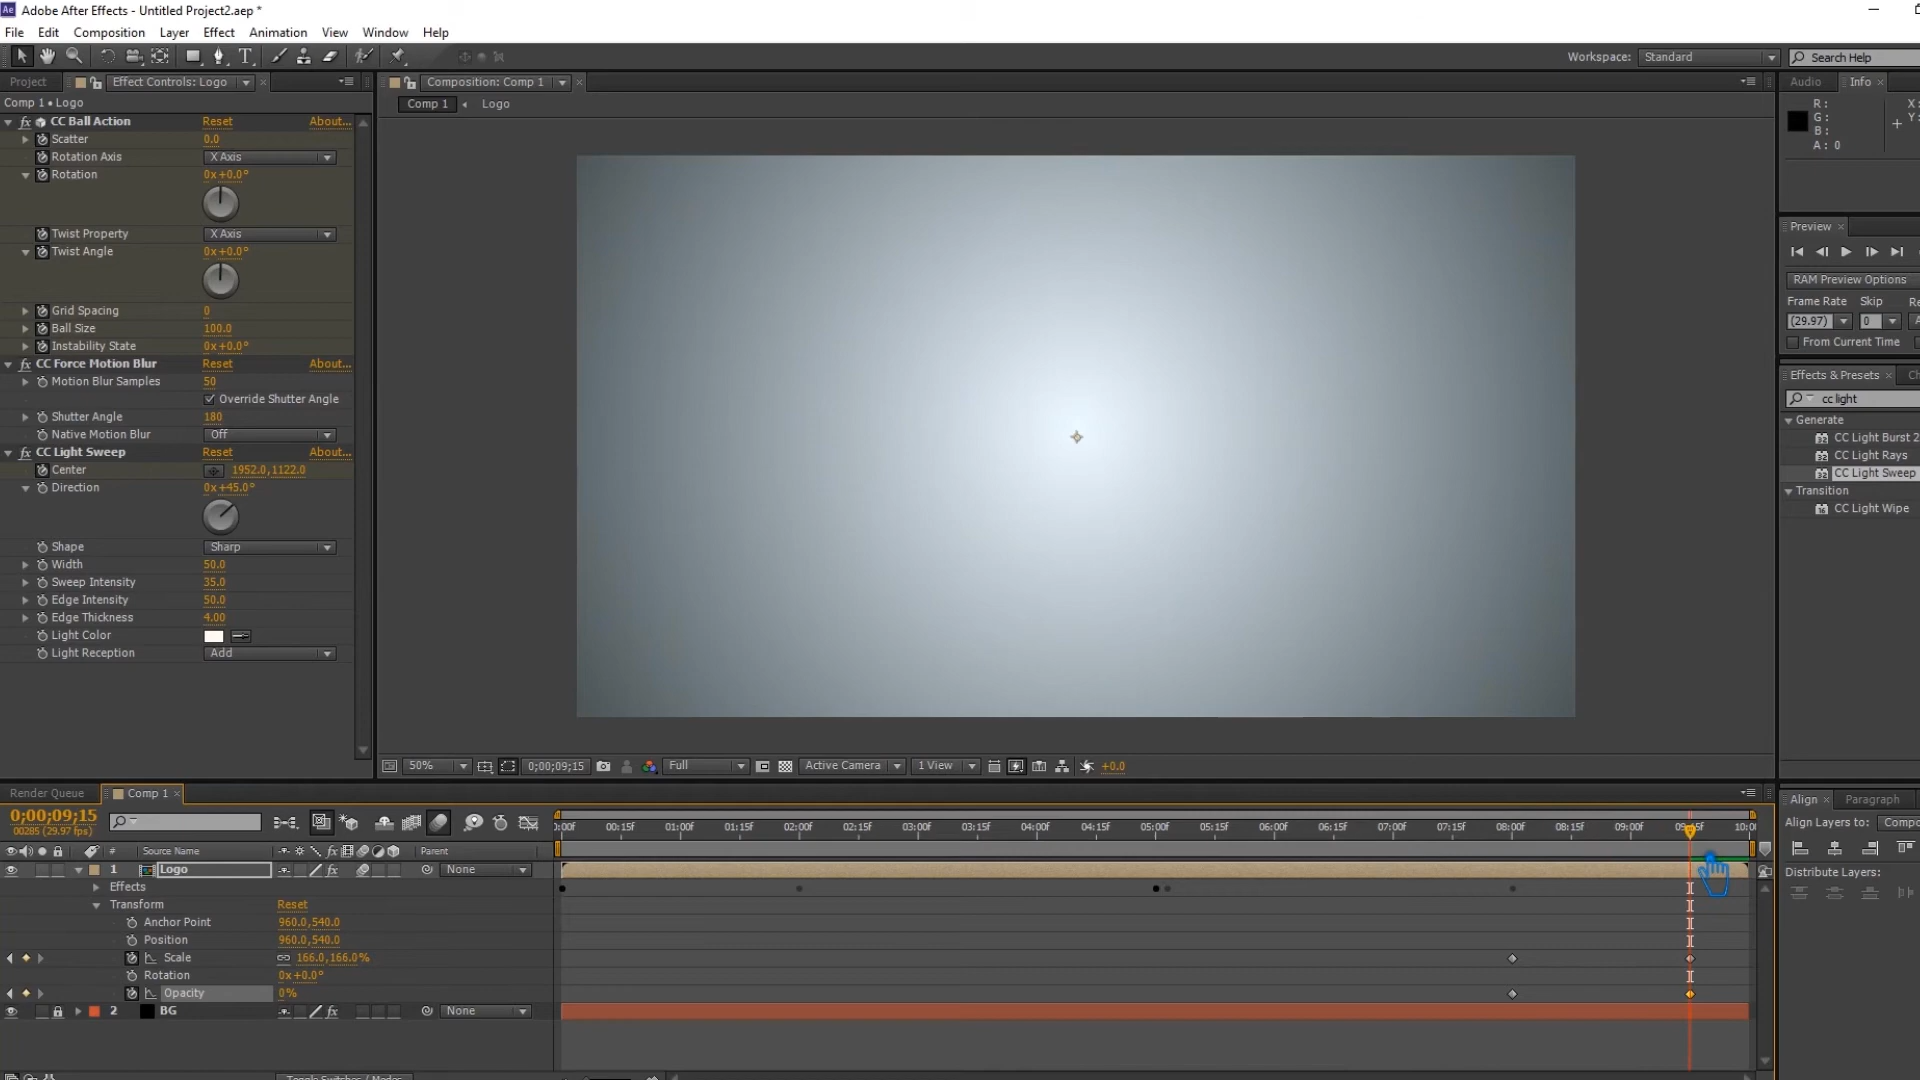 Adobe After Effects - Untitled Project2.aep *
File Edit Composition Layer Effect Animation View Window Help
Workspace: Standard Search Help
Project Effect Controls: Logo Composition: Comp 1 Audio Info
Comp 1 • Logo
Comp 1 Logo
R: X:
G: Y:
B:
A: 0
fx CC Ball Action Reset About...
Scatter 0.0
Rotation Axis X Axis
Rotation 0x+0.0°
Twist Property X Axis
Twist Angle 0x+0.0°
Grid Spacing 0
Ball Size 100.0
Instability State 0x+0.0°
fx CC Force Motion Blur Reset About...
Motion Blur Samples 50
Override Shutter Angle
Shutter Angle 180
Native Motion Blur Off
fx CC Light Sweep Reset About...
Center 1952.0,1122.0
Direction 0x+45.0°
Shape Sharp
Width 50.0
Sweep Intensity 35.0
Edge Intensity 50.0
Edge Thickness 4.00
Light Color
Light Reception Add
Preview
RAM Preview Options
Frame Rate Skip Re
(29.97) 0
From Current Time
Effects & Presets Ch
cc light
Generate
CC Light Burst 2
CC Light Rays
CC Light Sweep
Transition
CC Light Wipe
50% 0;00;09;15 Full Active Camera 1 View +0.0
Render Queue Comp 1
0;00;09;15
00285 (29.97 fps)
0:00f 00:15f 01:00f 01:15f 02:00f 02:15f 03:00f 03:15f 04:00f 04:15f 05:00f 05:15f 06:00f 06:15f 07:00f 07:15f 08:00f 08:15f 09:00f 10:00
# Source Name Parent
1 Logo fx None
Effects
Transform Reset
Anchor Point 960.0,540.0
Position 960.0,540.0
Scale 166.0,166.0%
Rotation 0x+0.0°
Opacity 0%
2 BG fx None
Toggle Switches / Modes
Align Paragraph
Align Layers to: Compo
Distribute Layers: